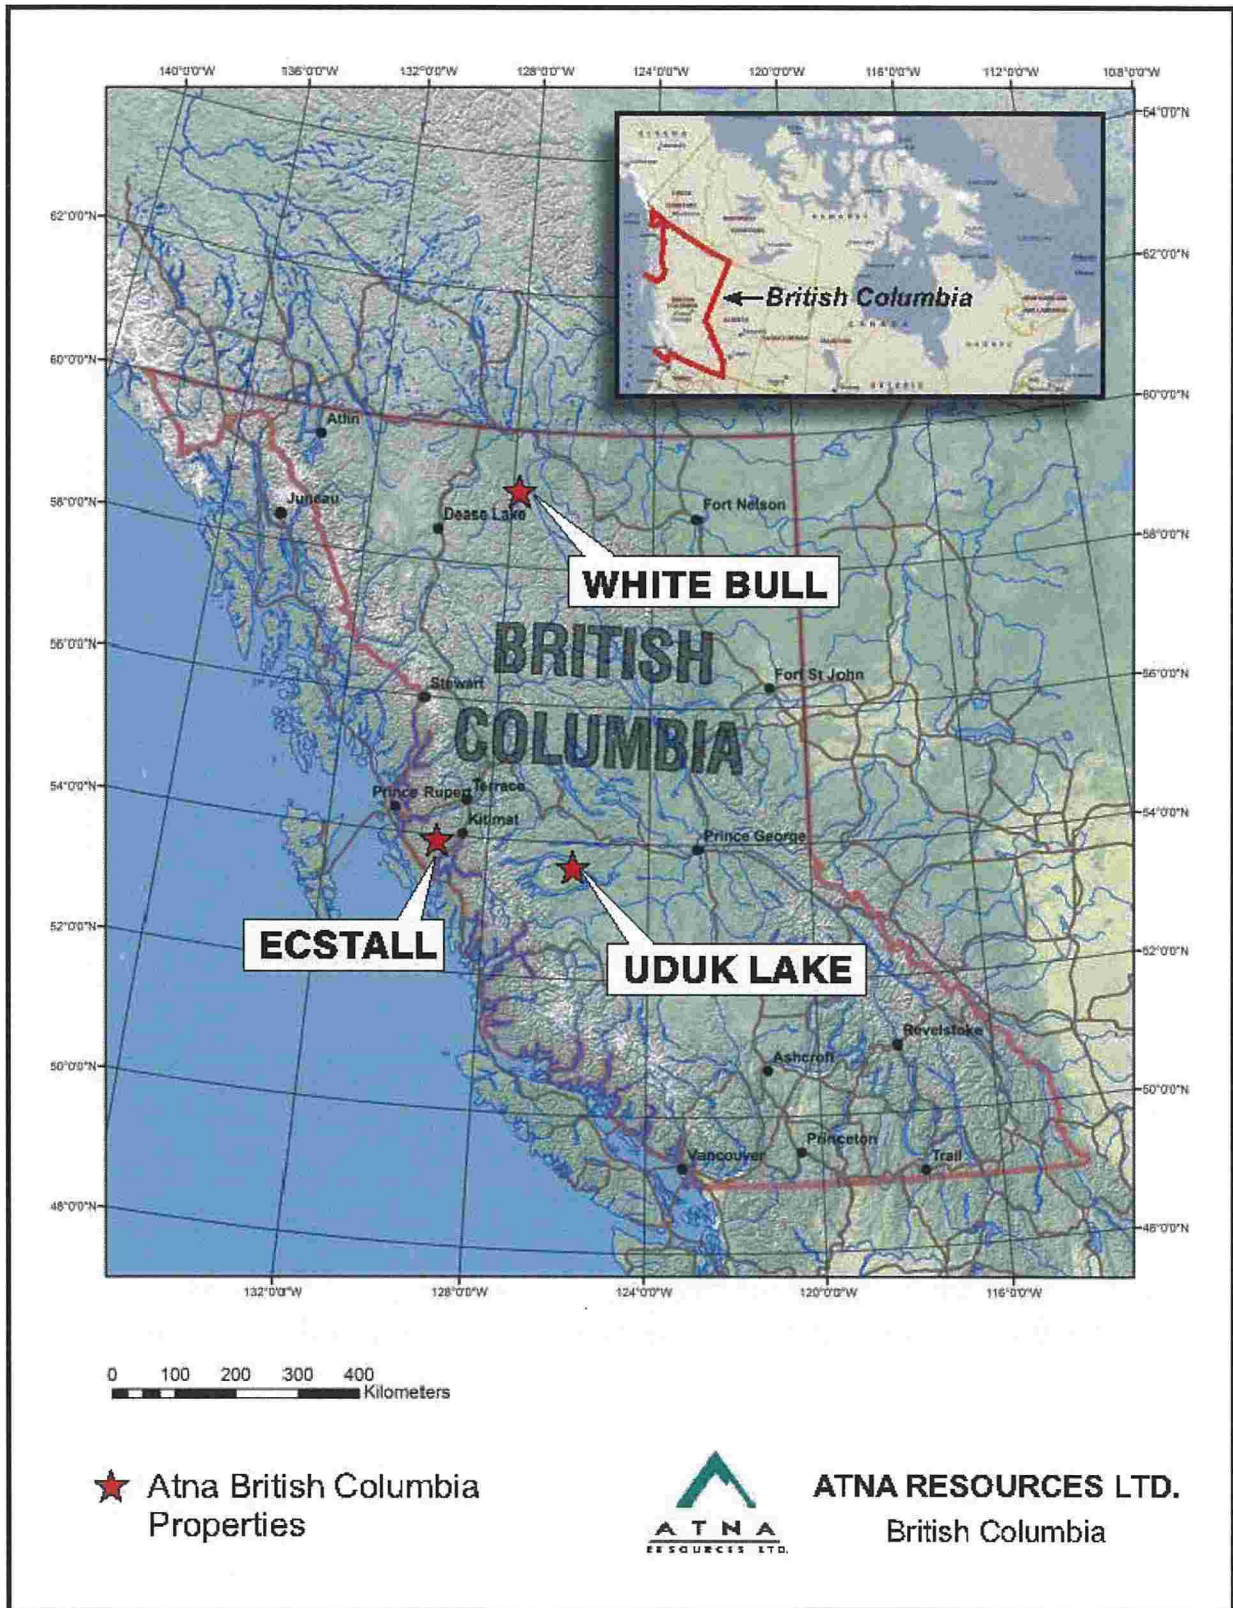 140°0'0"W
136°0'0"W
132°0'0"W
128°0'0"W
124°0'0"W
120°0'0"W
116°0'0"W
112°0'0"W
108°0'0"W
64°0'0"N
62°0'0"N
62°0'0"N
60°0'0"N
60°0'0"N
58°0'0"N
58°0'0"N
56°0'0"N
56°0'0"N
54°0'0"N
54°0'0"N
52°0'0"N
52°0'0"N
50°0'0"N
50°0'0"N
48°0'0"N
48°0'0"N
British Columbia
CANADA
Atlin
Juneau
Dease Lake
Fort Nelson
WHITE BULL
BRITISH
COLUMBIA
Stewart
Fort St John
Prince Rupert
Terrace
Kitimat
Prince George
ECSTALL
UDUK LAKE
Revelstoke
Ashcroft
Princeton
Vancouver
Trail
132°0'0"W
128°0'0"W
124°0'0"W
120°0'0"W
116°0'0"W
0 100 200 300 400
Kilometers
Atna British Columbia
Properties
ATNA
RESOURCES LTD.
ATNA RESOURCES LTD.
British Columbia